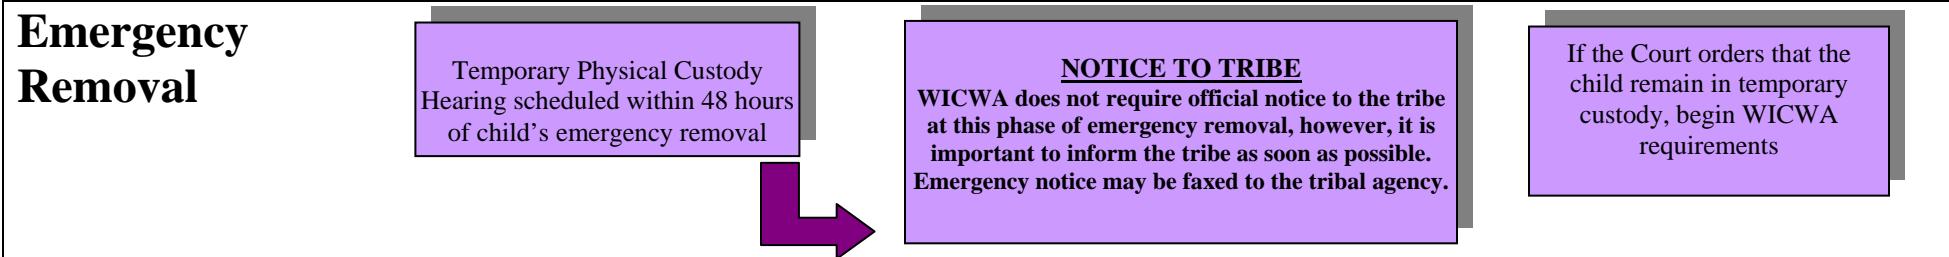 Emergency
Removal
Temporary Physical Custody
Hearing scheduled within 48 hours
of child’s emergency removal
NOTICE TO TRIBE
WICWA does not require official notice to the tribe
at this phase of emergency removal, however, it is
important to inform the tribe as soon as possible.
Emergency notice may be faxed to the tribal agency.
If the Court orders that the
child remain in temporary
custody, begin WICWA
requirements